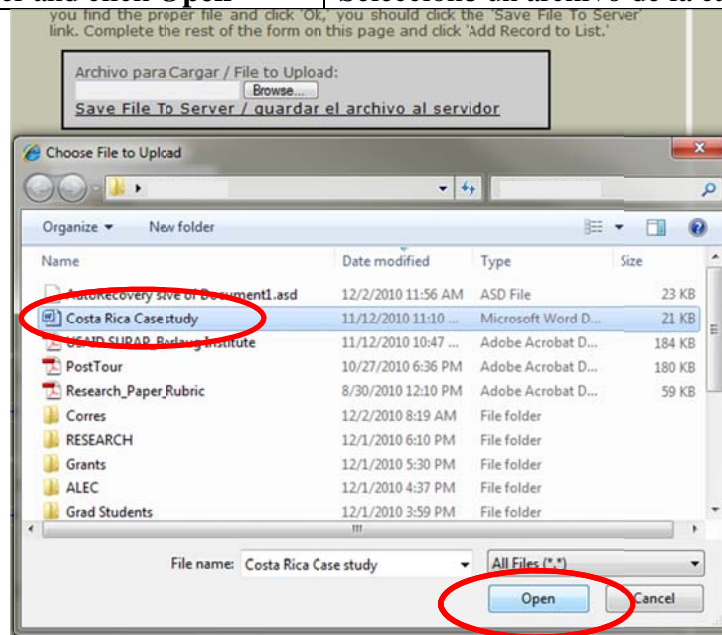 r and click Open Seleccione un archivo de la c
you find the proper file and click 'Ok,' you should click the 'Save File To Server'
link. Complete the rest of the form on this page and click 'Add Record to List.'
Archivo para Cargar / File to Upload:
Browse...
Save File To Server / guardar el archivo al servidor
Choose File to Upload
Organize New folder
Name Date modified Type Size
AutoRecovery save of Document1.asd 12/2/2010 11:56 AM ASD File 23 KB
Costa Rica Case study 11/12/2010 11:10 ... Microsoft Word D... 21 KB
USAID SUPAR_Borlaug Institute 11/12/2010 10:47 ... Adobe Acrobat D... 184 KB
PostTour 10/27/2010 6:36 PM Adobe Acrobat D... 180 KB
Research_Paper_Rubric 8/30/2010 12:10 PM Adobe Acrobat D... 59 KB
Corres 12/2/2010 8:19 AM File folder
RESEARCH 12/1/2010 6:10 PM File folder
Grants 12/1/2010 5:30 PM File folder
ALEC 12/1/2010 4:37 PM File folder
Grad Students 12/1/2010 3:59 PM File folder
File name: Costa Rica Case study All Files (*.*)
Open Cancel